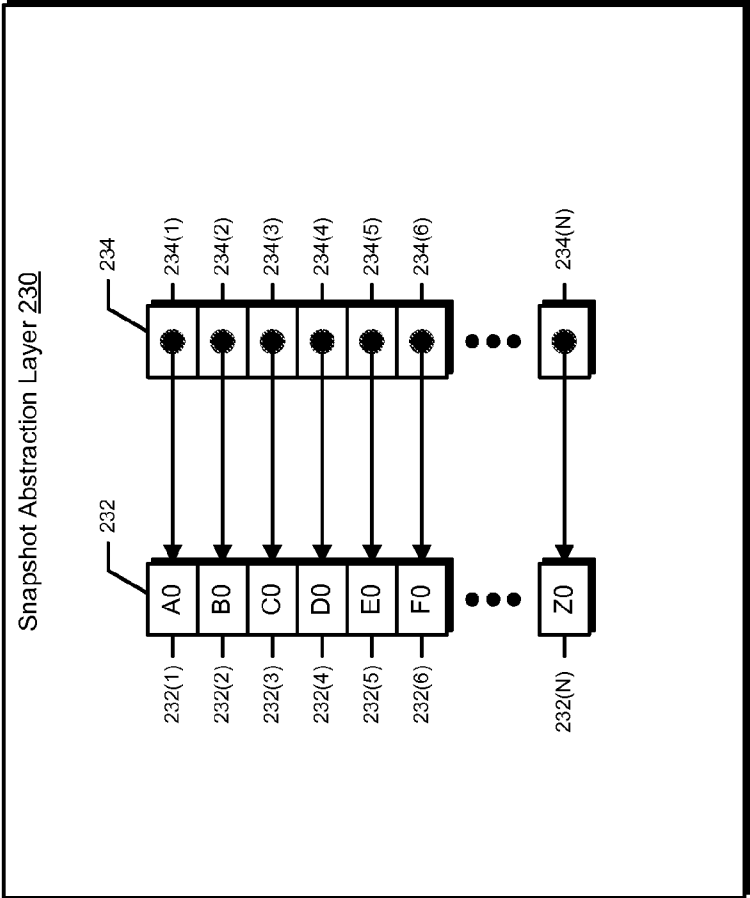 Snapshot Abstraction Layer 230
232
234
232(1) A0 234(1)
232(2) B0 234(2)
232(3) C0 234(3)
232(4) D0 234(4)
232(5) E0 234(5)
232(6) F0 234(6)
232(N) Z0 234(N)